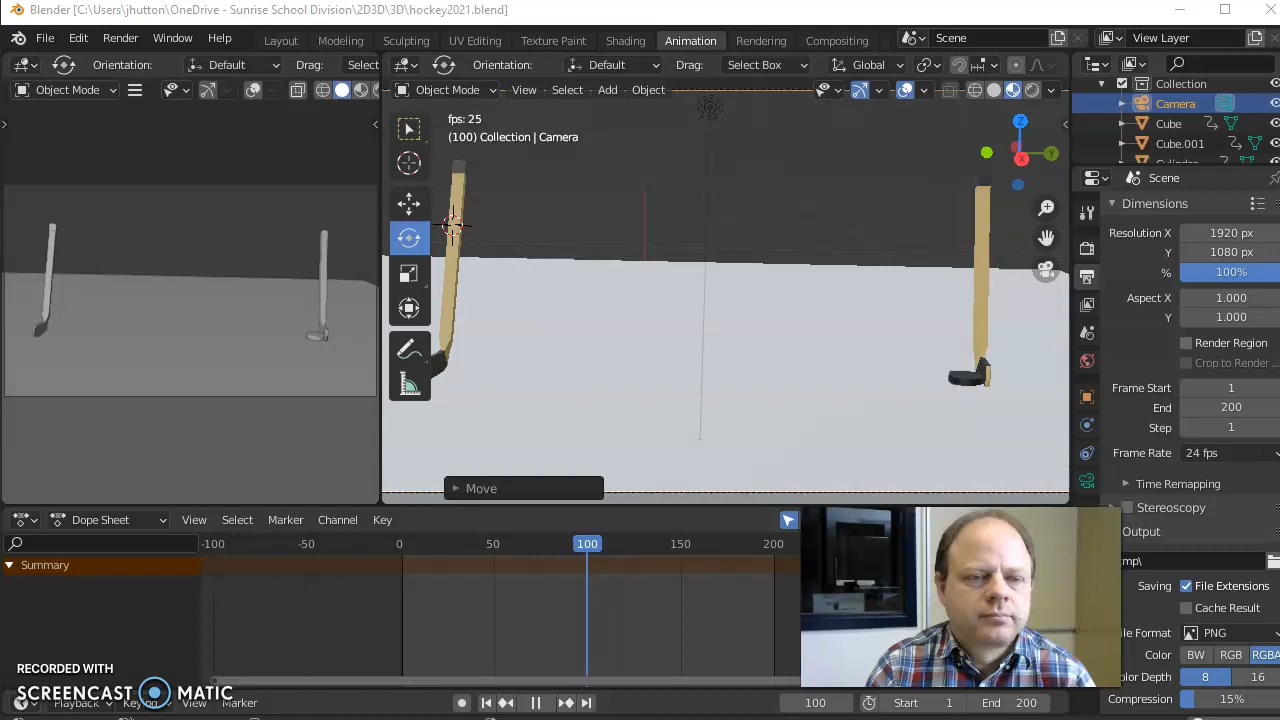 Blender [C:\Users\jhutton\OneDrive - Sunrise School Division\2D3D\3D\hockey2021.blend]
File Edit Render Window Help Layout Modeling Sculpting UV Editing Texture Paint Shading Animation Rendering Compositing Scene View Layer
Orientation: Default Drag: Select Orientation: Default Drag: Select Box Global
Object Mode Object Mode View Select Add Object
Collection
Camera
Cube
Cube.001
fps: 25
(100) Collection | Camera
Z
X
Y
Scene
Dimensions
Resolution X 1920 px
Y 1080 px
% 100%
Aspect X 1.000
Y 1.000
Render Region
Crop to Render ...
Frame Start 1
End 200
Step 1
Frame Rate 24 fps
Time Remapping
Stereoscopy
Output
tmp\
Saving File Extensions
Cache Result
ile Format PNG
Color BW RGB RGBA
olor Depth 8 16
Compression 15%
Move
Dope Sheet View Select Marker Channel Key
-100 -50 0 50 100 150 200
Summary
RECORDED WITH
SCREENCAST MATIC
Playback Keying View Marker 100 Start 1 End 200